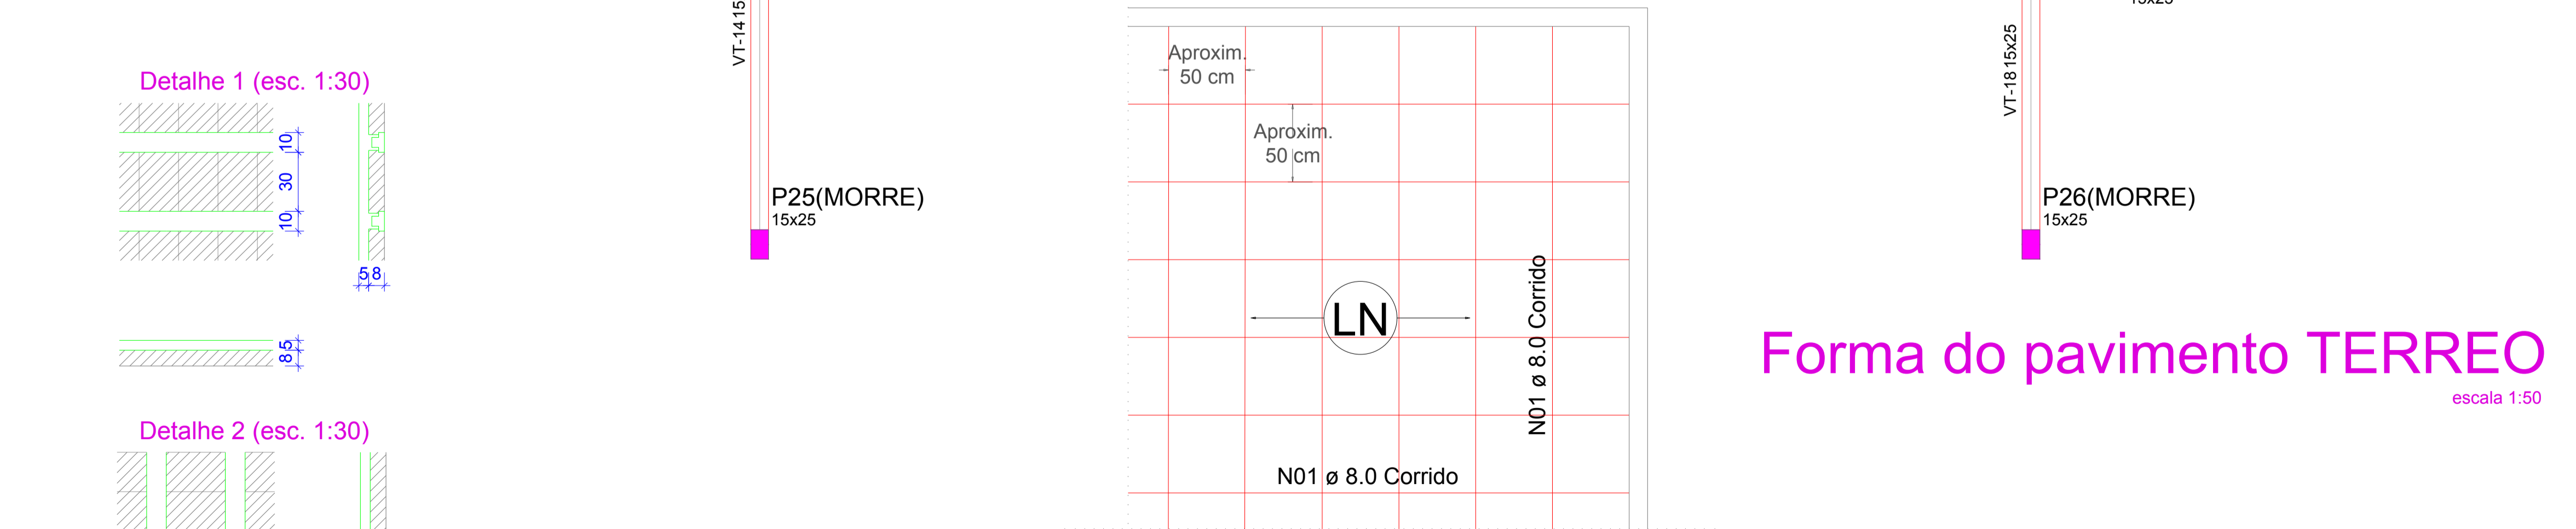 Detalhe 1 (esc. 1:30)
10
30
10
5 8
5
8
Detalhe 2 (esc. 1:30)
VT-14 15
P25(MORRE)
15x25
Aproxim.
50 cm
Aproxim.
50 cm
LN
N01 ø 8.0 Corrido
N01 ø 8.0 Corrido
VT-18 15x25
P26(MORRE)
15x25
Forma do pavimento TERREO
escala 1:50